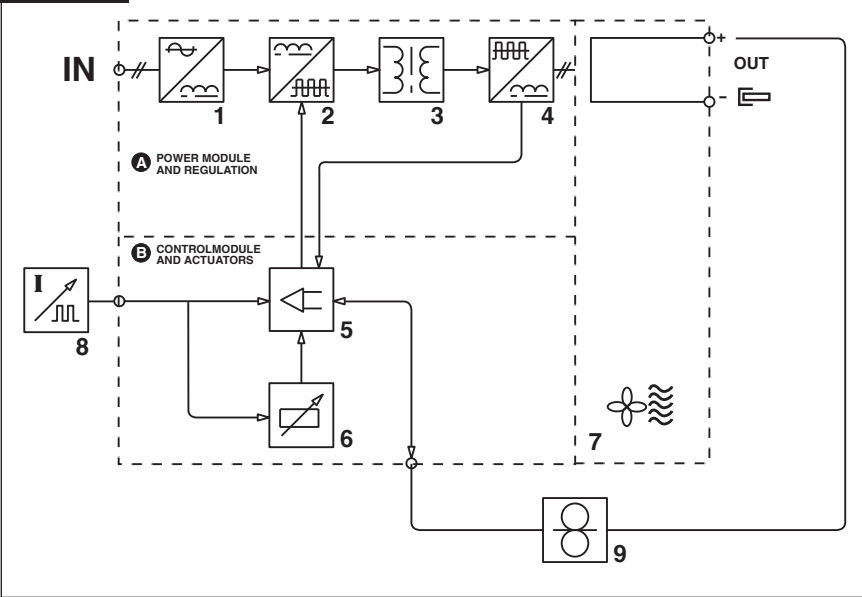 IN
+
OUT
-
1
2
3
4
A POWER MODULE
AND REGULATION
B CONTROLMODULE
AND ACTUATORS
I
8
5
6
7
9